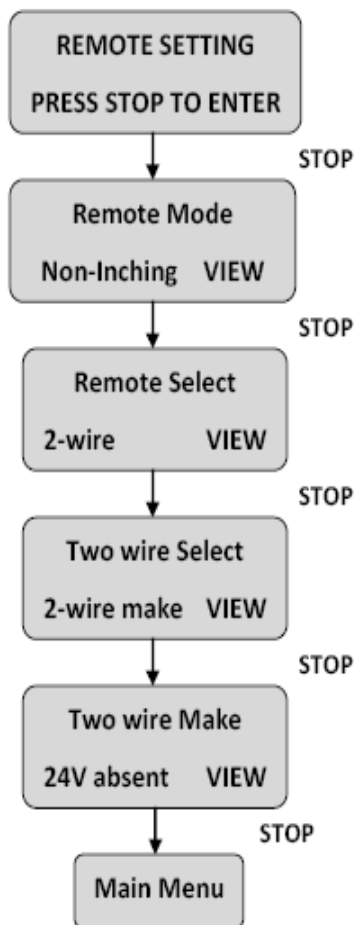 REMOTE SETTING
PRESS STOP TO ENTER
STOP
Remote Mode
Non-Inching VIEW
STOP
Remote Select
2-wire VIEW
STOP
Two wire Select
2-wire make VIEW
STOP
Two wire Make
24V absent VIEW
STOP
Main Menu